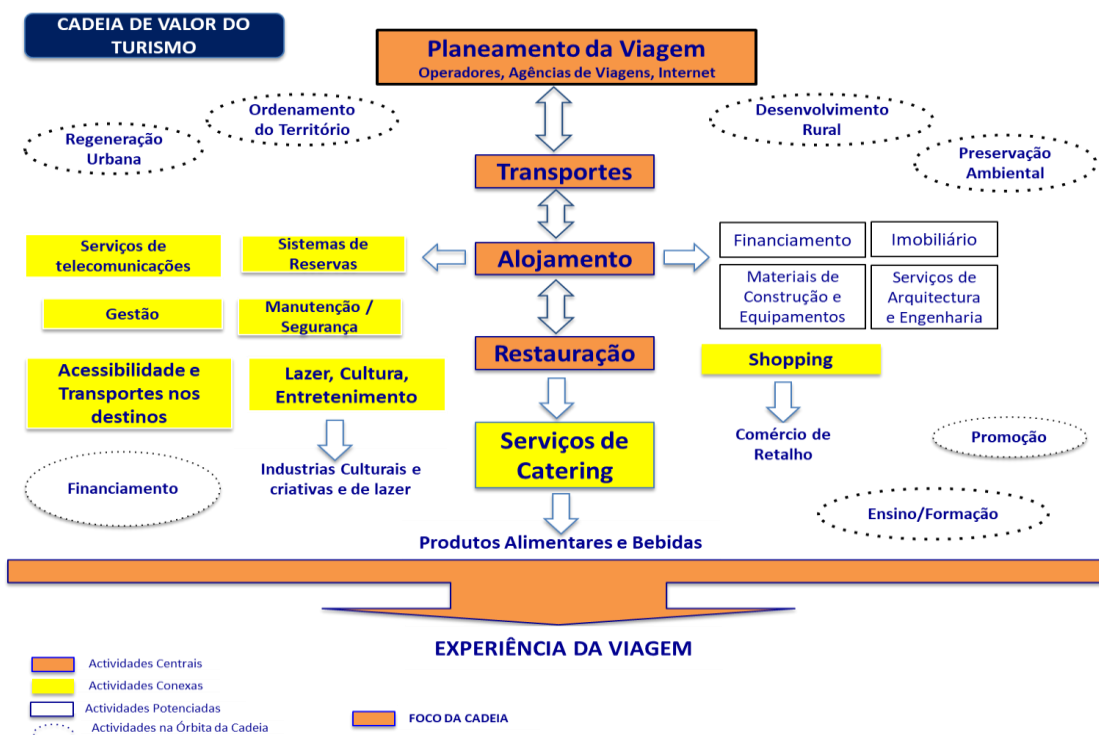 CADEIA DE VALOR DO
TURISMO
Planeamento da Viagem
Operadores, Agências de Viagens, Internet
Ordenamento
do Território
Regeneração
Urbana
Desenvolvimento
Rural
Preservação
Ambiental
Transportes
Serviços de
telecomunicações
Sistemas de
Reservas
Alojamento
Financiamento
Imobiliário
Materiais de
Construção e
Equipamentos
Serviços de
Arquitectura
e Engenharia
Gestão
Manutenção /
Segurança
Restauração
Shopping
Acessibilidade e
Transportes nos
destinos
Lazer, Cultura,
Entretenimento
Serviços de
Catering
Comércio de
Retalho
Promoção
Industrias Culturais e
criativas e de lazer
Financiamento
Ensino/Formação
Produtos Alimentares e Bebidas
EXPERIÊNCIA DA VIAGEM
Actividades Centrais
Actividades Conexas
Actividades Potenciadas
Actividades na Órbita da Cadeia
FOCO DA CADEIA